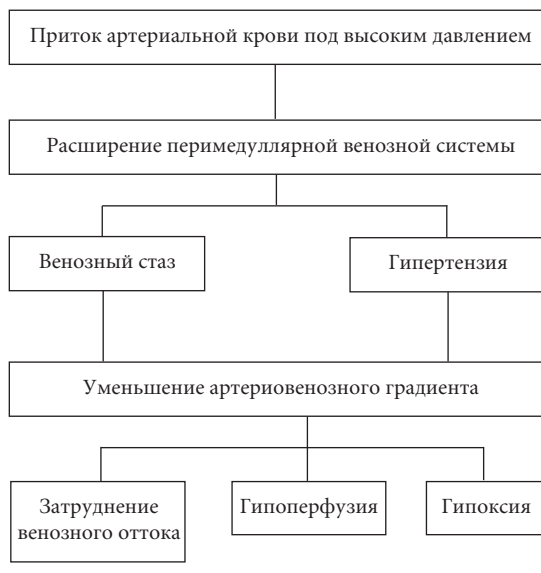 Приток артериальной крови под высоким давлением
Расширение перимедуллярной венозной системы
Венозный стаз
Гипертензия
Уменьшение артериовенозного градиента
Затруднение
венозного оттока
Гипоперфузия
Гипоксия